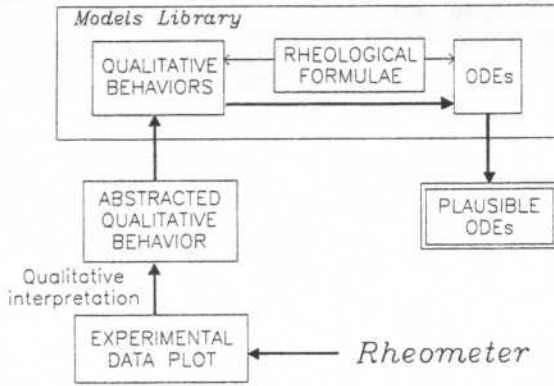 Models Library
QUALITATIVE
BEHAVIORS
RHEOLOGICAL
FORMULAE
ODEs
ABSTRACTED
QUALITATIVE
BEHAVIOR
PLAUSIBLE
ODEs
Qualitative
interpretation
EXPERIMENTAL
DATA PLOT
Rheometer